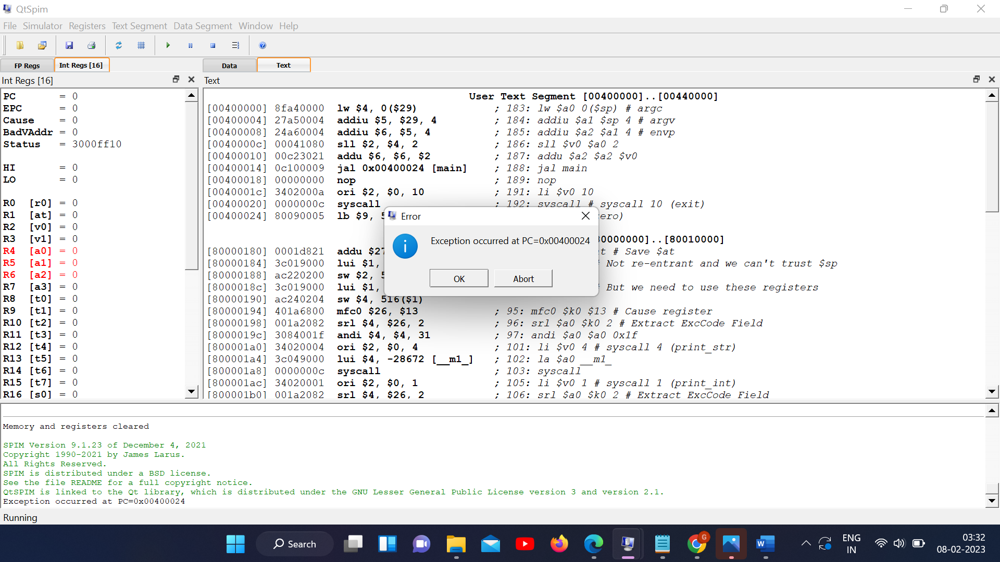 QtSpim
File Simulator Registers Text Segment Data Segment Window Help
FP Regs
Int Regs [16]
Data
Text
Int Regs [16]
Text
PC = 0
EPC = 0
Cause = 0
BadVAddr = 0
Status = 3000ff10
HI = 0
LO = 0
R0 [r0] = 0
R1 [at] = 0
R2 [v0] = 0
R3 [v1] = 0
R4 [a0] = 0
R5 [a1] = 0
R6 [a2] = 0
R7 [a3] = 0
R8 [t0] = 0
R9 [t1] = 0
R10 [t2] = 0
R11 [t3] = 0
R12 [t4] = 0
R13 [t5] = 0
R14 [t6] = 0
R15 [t7] = 0
R16 [s0] = 0
User Text Segment [00400000]..[00440000]
[00400000] 8fa40000 lw $4, 0($29) ; 183: lw $a0 0($sp) # argc
[00400004] 27a50004 addiu $5, $29, 4 ; 184: addiu $a1 $sp 4 # argv
[00400008] 24a60004 addiu $6, $5, 4 ; 185: addiu $a2 $a1 4 # envp
[0040000c] 00041080 sll $2, $4, 2 ; 186: sll $v0 $a0 2
[00400010] 00c23021 addu $6, $6, $2 ; 187: addu $a2 $a2 $v0
[00400014] 0c100009 jal 0x00400024 [main] ; 188: jal main
[00400018] 00000000 nop ; 189: nop
[0040001c] 3402000a ori $2, $0, 10 ; 191: li $v0 10
[00400020] 0000000c syscall ; 192: syscall # syscall 10 (exit)
[00400024] 80090005 lb $9, 5 ero)
0000000]..[80010000]
[80000180] 0001d821 addu $27 t # Save $at
[80000184] 3c019000 lui $1, Not re-entrant and we can't trust $sp
[80000188] ac220200 sw $2, 5
[8000018c] 3c019000 lui $1, But we need to use these registers
[80000190] ac240204 sw $4, 516($1)
[80000194] 401a6800 mfc0 $26, $13 ; 95: mfc0 $k0 $13 # Cause register
[80000198] 001a2082 srl $4, $26, 2 ; 96: srl $a0 $k0 2 # Extract ExcCode Field
[8000019c] 3084001f andi $4, $4, 31 ; 97: andi $a0 $a0 0x1f
[800001a0] 34020004 ori $2, $0, 4 ; 101: li $v0 4 # syscall 4 (print_str)
[800001a4] 3c049000 lui $4, -28672 [__m1_] ; 102: la $a0 __m1_
[800001a8] 0000000c syscall ; 103: syscall
[800001ac] 34020001 ori $2, $0, 1 ; 105: li $v0 1 # syscall 1 (print_int)
[800001b0] 001a2082 srl $4, $26, 2 ; 106: srl $a0 $k0 2 # Extract ExcCode Field
Error
Exception occurred at PC=0x00400024
OK
Abort
Memory and registers cleared
SPIM Version 9.1.23 of December 4, 2021
Copyright 1990-2021 by James Larus.
All Rights Reserved.
SPIM is distributed under a BSD license.
See the file README for a full copyright notice.
QtSPIM is linked to the Qt library, which is distributed under the GNU Lesser General Public License version 3 and version 2.1.
Exception occurred at PC=0x00400024
Running
Search
G
W
ENG
IN
03:32
08-02-2023